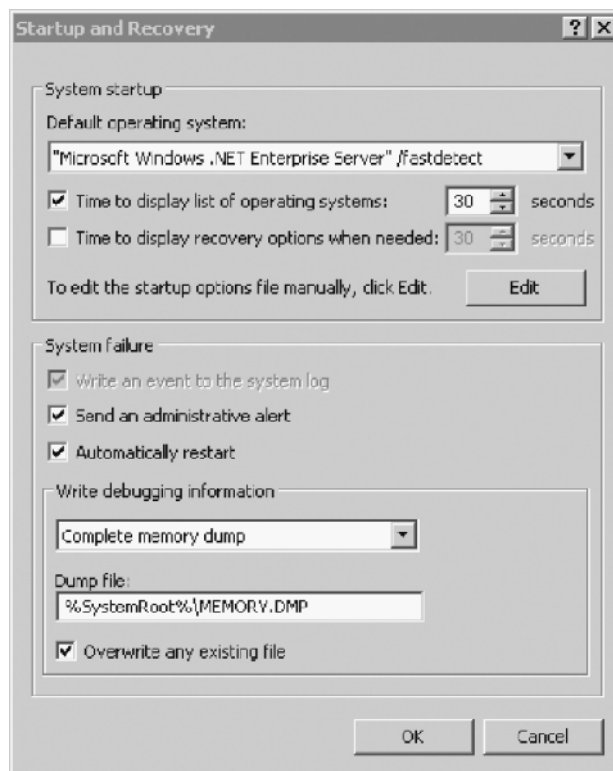 Startup and Recovery
System startup
Default operating system:
"Microsoft Windows .NET Enterprise Server" /fastdetect
Time to display list of operating systems: 30 seconds
Time to display recovery options when needed: 30 seconds
To edit the startup options file manually, click Edit. Edit
System failure
Write an event to the system log
Send an administrative alert
Automatically restart
Write debugging information
Complete memory dump
Dump file:
%SystemRoot%\MEMORY.DMP
Overwrite any existing file
OK Cancel